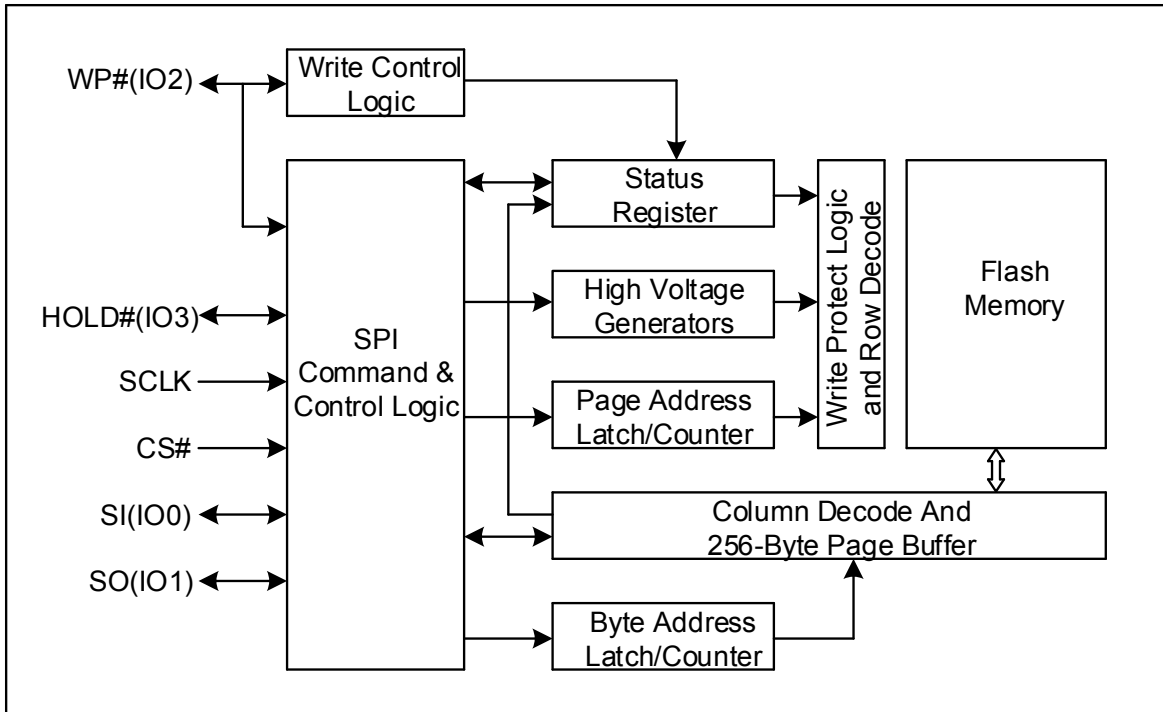 WP#(IO2)
Write Control
Logic
HOLD#(IO3)
SCLK
CS#
SI(IO0)
SO(IO1)
SPI
Command &
Control Logic
Status
Register
High Voltage
Generators
Page Address
Latch/Counter
Write Protect Logic
and Row Decode
Flash
Memory
Column Decode And
256-Byte Page Buffer
Byte Address
Latch/Counter